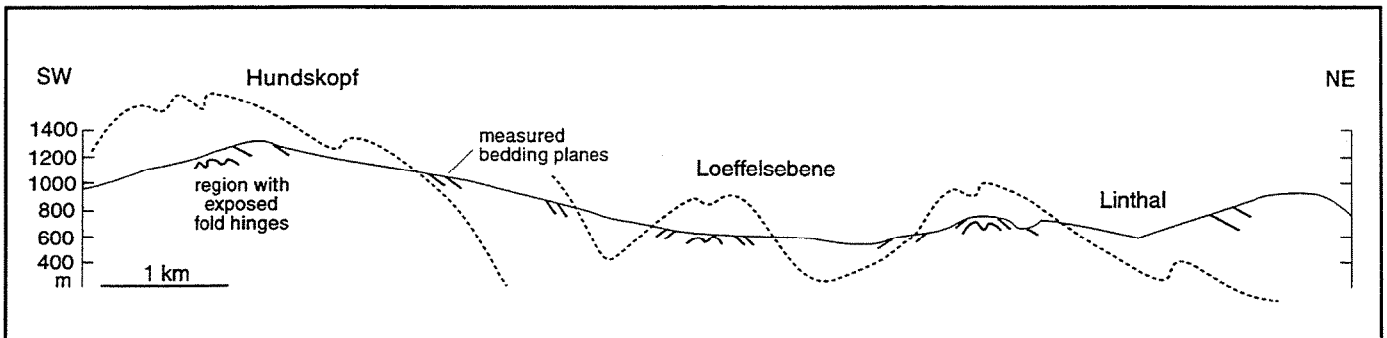 SW
Hundskopf
NE
1400
1200
1000
800
600
400
m
measured
bedding planes
Loeffelsebene
Linthal
region with
exposed
fold hinges
1 km